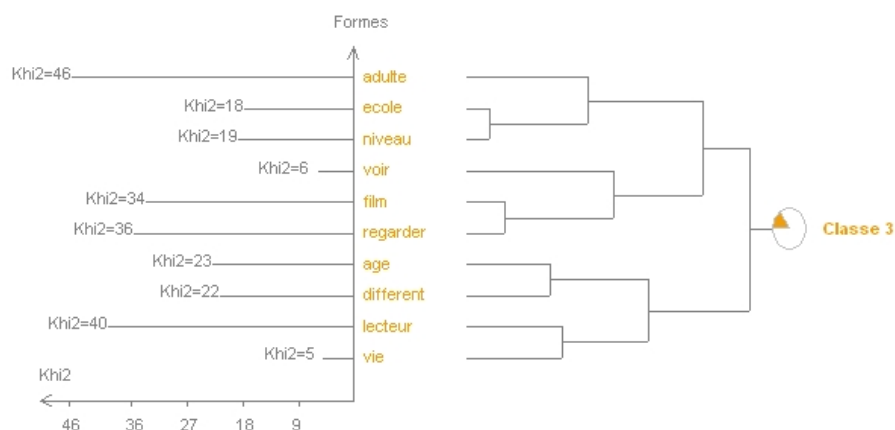 Formes
Khi2=46 adulte
Khi2=18 ecole
Khi2=19 niveau
Khi2=6 voir
Khi2=34 film
Khi2=36 regarder
Classe 3
Khi2=23 age
Khi2=22 different
Khi2=40 lecteur
Khi2=5 vie
Khi2
46 36 27 18 9